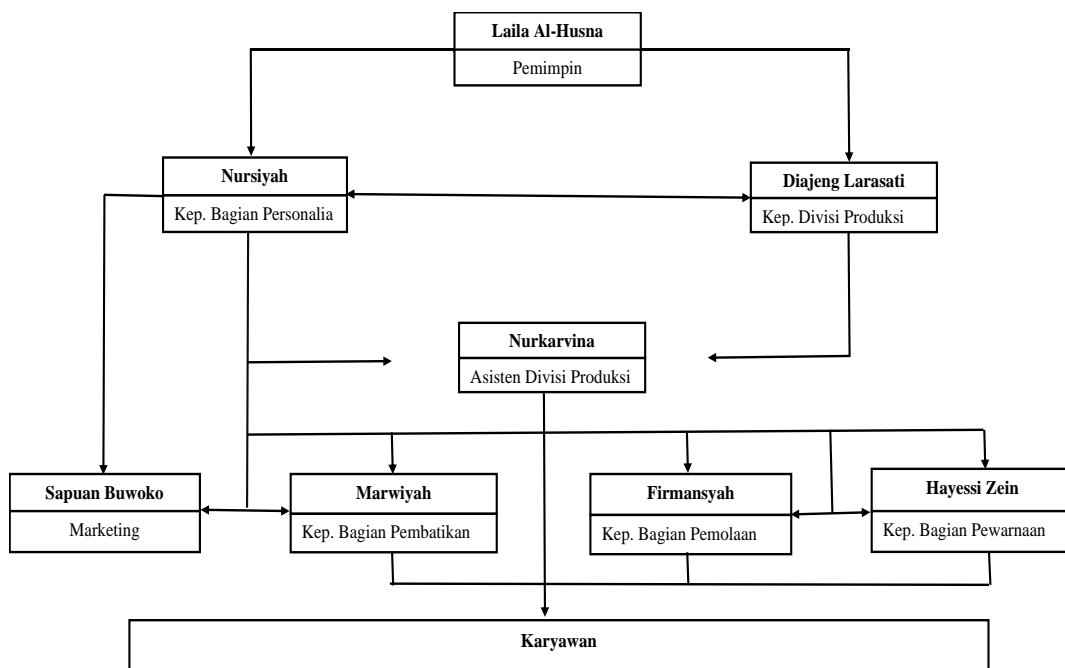 Laila Al-Husna
Pemimpin
Nursiyah
Kep. Bagian Personalia
Diajeng Larasati
Kep. Divisi Produksi
Nurkarvina
Asisten Divisi Produksi
Sapuan Buwoko
Marketing
Marwiyah
Kep. Bagian Pembatikan
Firmansyah
Kep. Bagian Pemolaan
Hayessi Zein
Kep. Bagian Pewarnaan
Karyawan